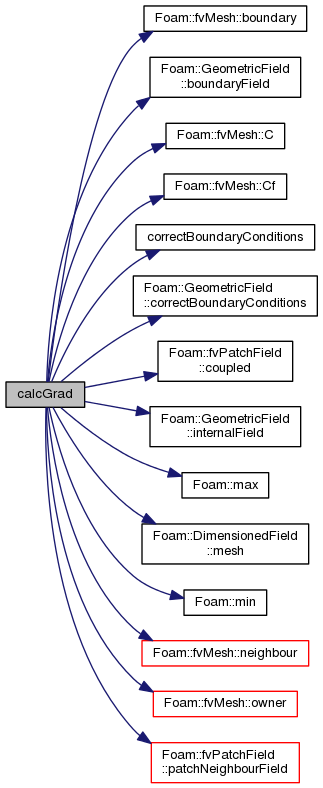 Foam::fvMesh::boundary
Foam::GeometricField
::boundaryField
Foam::fvMesh::C
Foam::fvMesh::Cf
correctBoundaryConditions
Foam::GeometricField
::correctBoundaryConditions
Foam::fvPatchField
::coupled
calcGrad
Foam::GeometricField
::internalField
Foam::max
Foam::DimensionedField
::mesh
Foam::min
Foam::fvMesh::neighbour
Foam::fvMesh::owner
Foam::fvPatchField
::patchNeighbourField